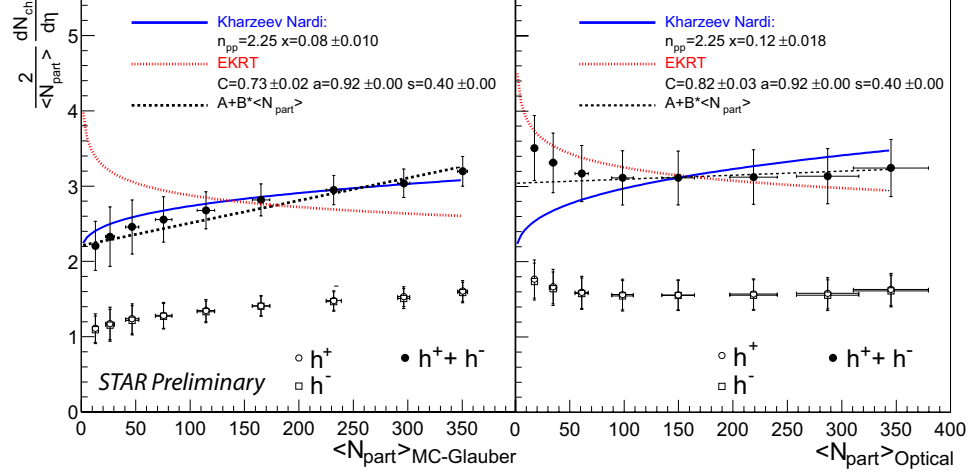 2 dN_ch
<N_part> dη
5
4
3
2
1
0
Kharzeev Nardi:
n_pp=2.25 x=0.08 ±0.010
EKRT
C=0.73 ±0.02 a=0.92 ±0.00 s=0.40 ±0.00
A+B*<N_part>
h⁺
h⁺+ h⁻
h⁻
STAR Preliminary
0 50 100 150 200 250 300 350
<N_part>MC-Glauber
Kharzeev Nardi:
n_pp=2.25 x=0.12 ±0.018
EKRT
C=0.82 ±0.03 a=0.92 ±0.00 s=0.40 ±0.00
A+B*<N_part>
h⁺
h⁺+ h⁻
h⁻
0 50 100 150 200 250 300 350 400
<N_part>Optical